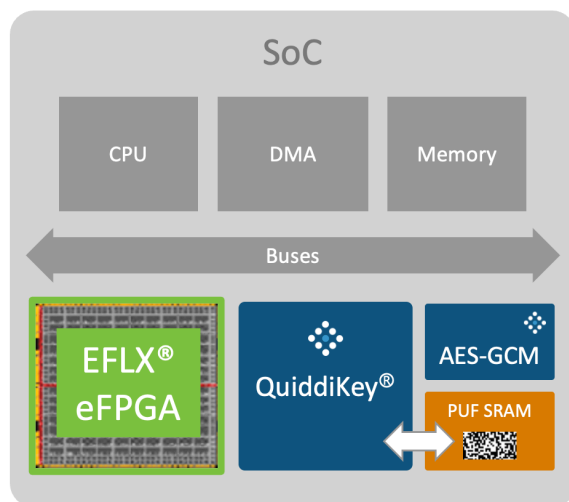 SoC
CPU
DMA
Memory
Buses
EFLX®
eFPGA
QuiddiKey®
AES-GCM
PUF SRAM